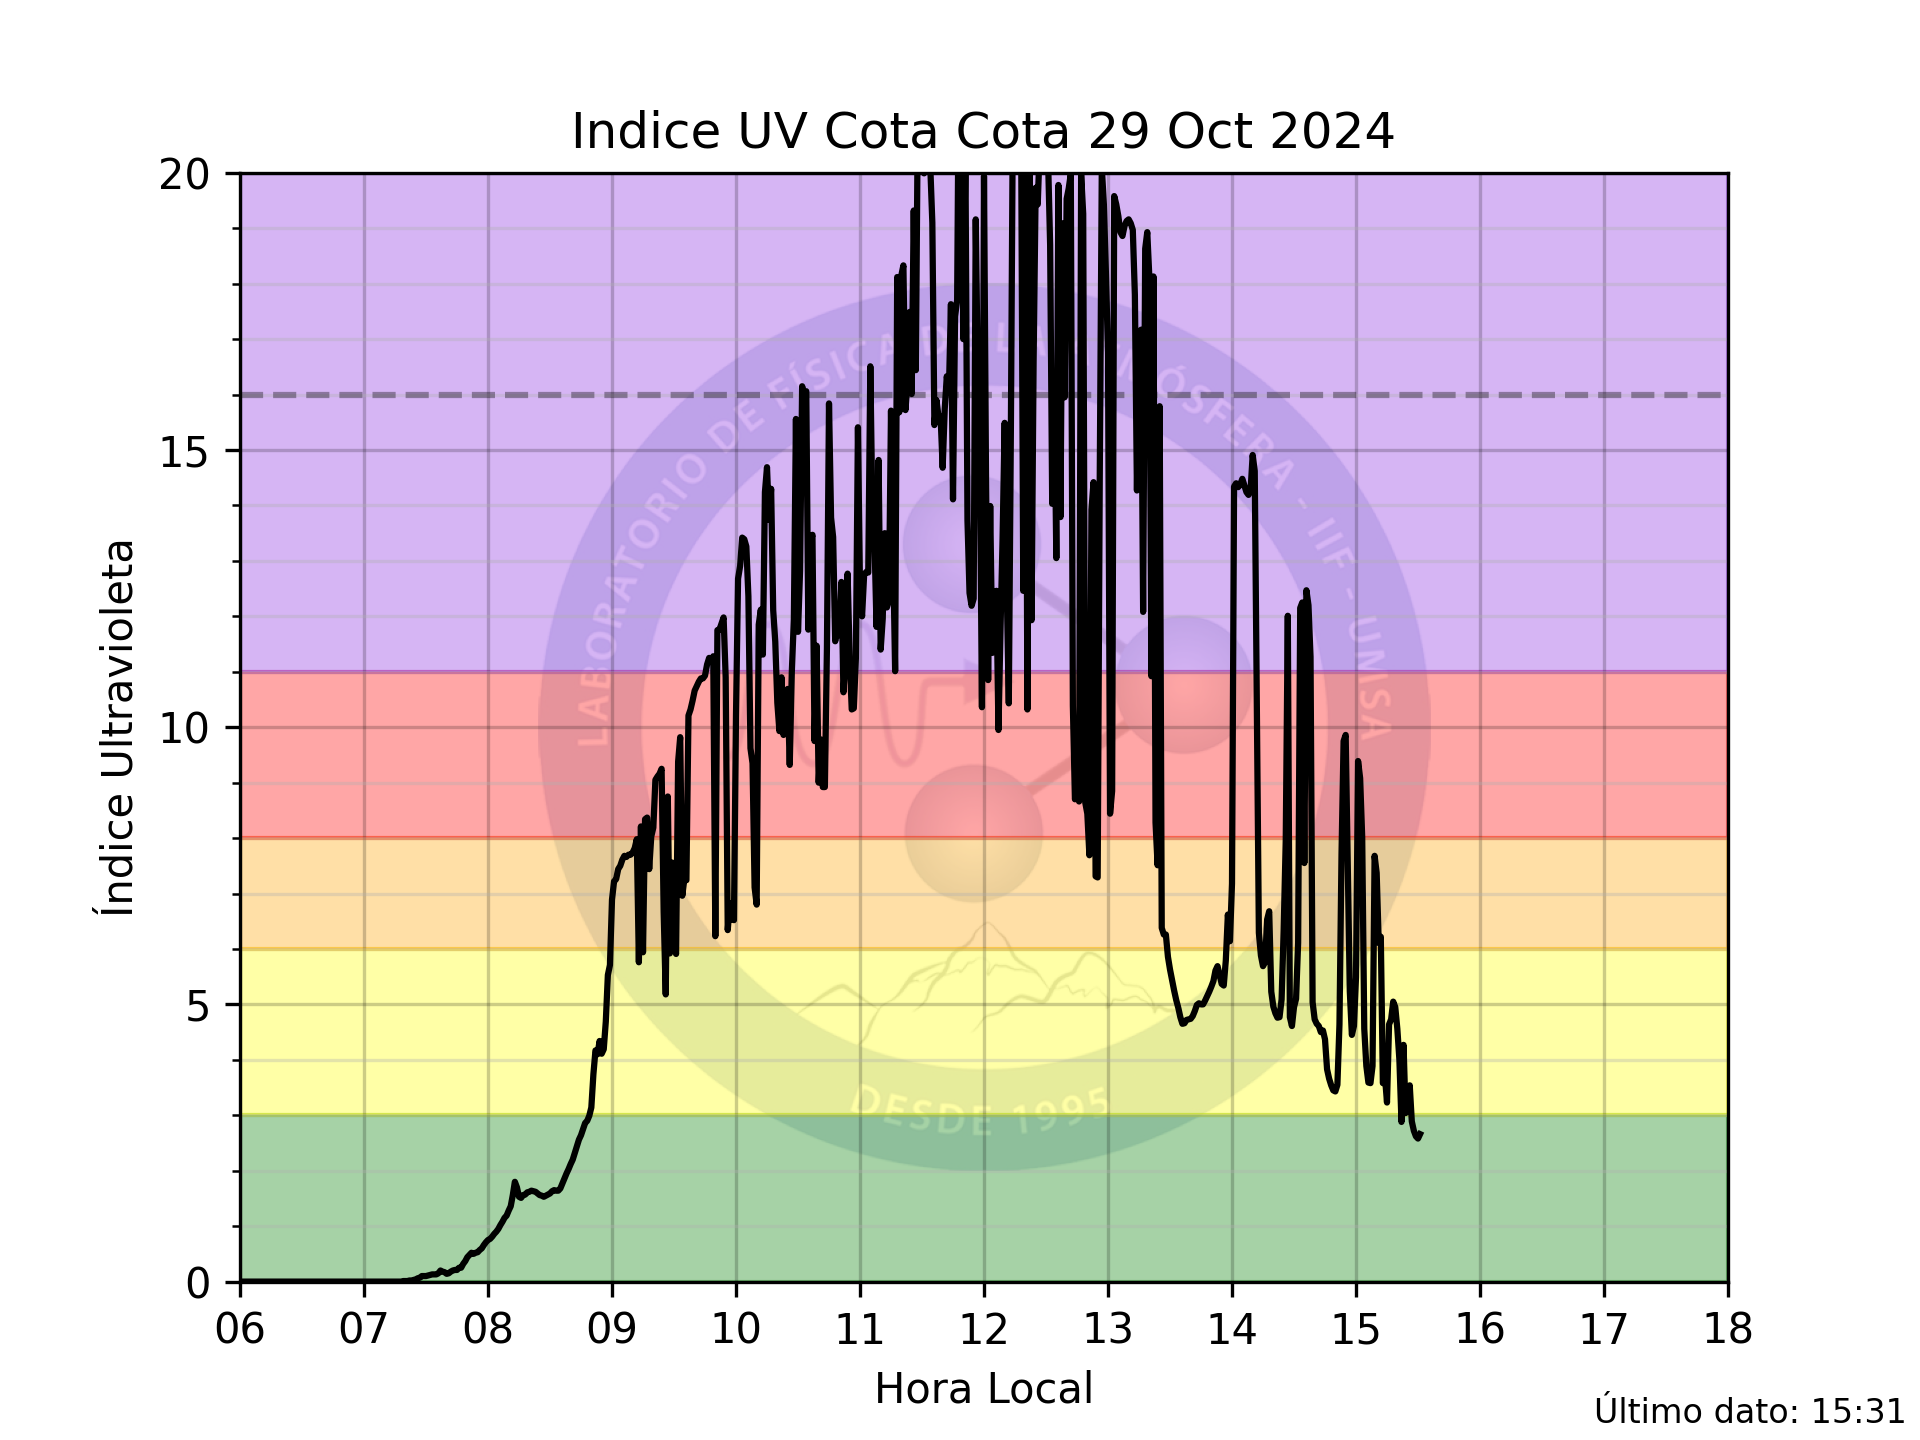 Indice UV Cota Cota 29 Oct 2024
20
15
10
5
0
Índice Ultravioleta
LABORATORIO DE FÍSICA DE LA ATMÓSFERA - IIF - UMSA
DESDE 1995
06 07 08 09 10 11 12 13 14 15 16 17 18
Hora Local
Último dato: 15:31